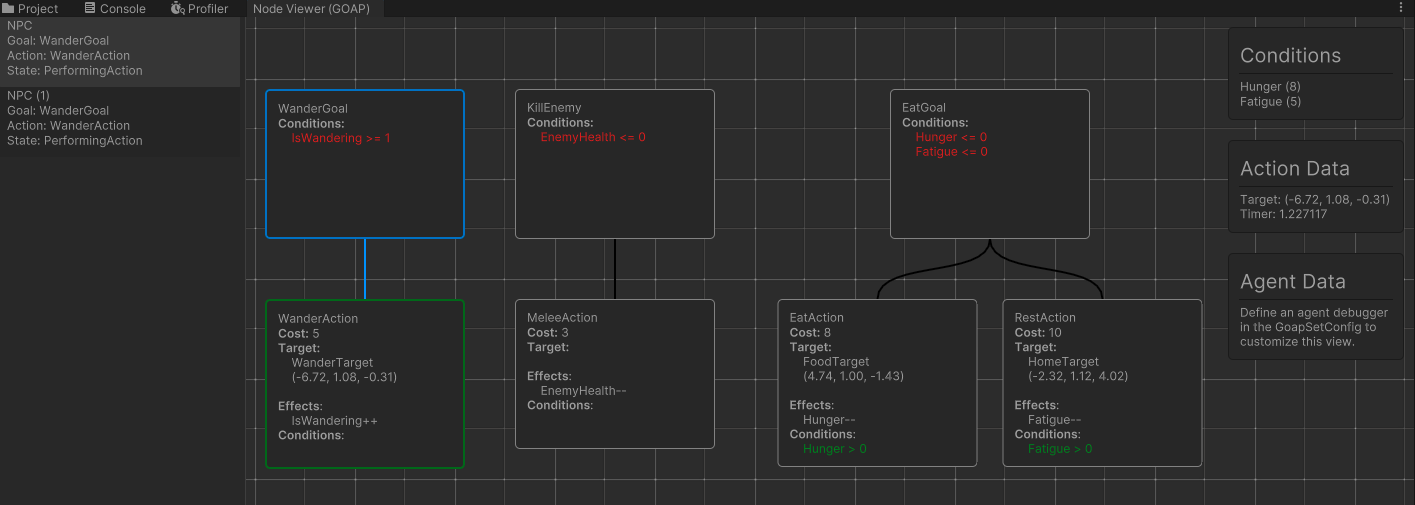 Project
Console
Profiler
Node Viewer (GOAP)
NPC
Goal: WanderGoal
Action: WanderAction
State: PerformingAction
NPC (1)
Goal: WanderGoal
Action: WanderAction
State: PerformingAction
WanderGoal
Conditions:
IsWandering >= 1
KillEnemy
Conditions:
EnemyHealth <= 0
EatGoal
Conditions:
Hunger <= 0
Fatigue <= 0
WanderAction
Cost: 5
Target:
WanderTarget
(-6.72, 1.08, -0.31)
Effects:
IsWandering++
Conditions:
MeleeAction
Cost: 3
Target:
Effects:
EnemyHealth--
Conditions:
EatAction
Cost: 8
Target:
FoodTarget
(4.74, 1.00, -1.43)
Effects:
Hunger--
Conditions:
Hunger > 0
RestAction
Cost: 10
Target:
HomeTarget
(-2.32, 1.12, 4.02)
Effects:
Fatigue--
Conditions:
Fatigue > 0
Conditions
Hunger (8)
Fatigue (5)
Action Data
Target: (-6.72, 1.08, -0.31)
Timer: 1.227117
Agent Data
Define an agent debugger
in the GoapSetConfig to
customize this view.